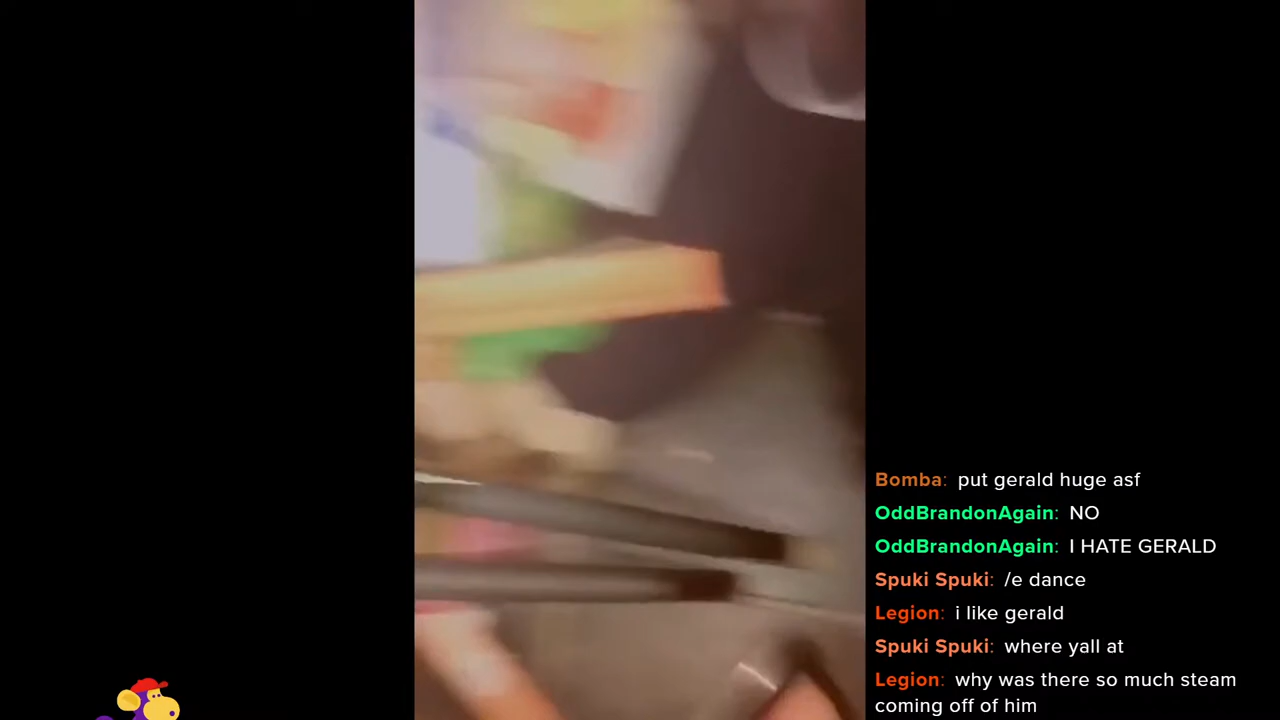 Bomba: put gerald huge asf
OddBrandonAgain: NO
OddBrandonAgain: I HATE GERALD
Spuki Spuki: /e dance
Legion: i like gerald
Spuki Spuki: where yall at
Legion: why was there so much steam
coming off of him